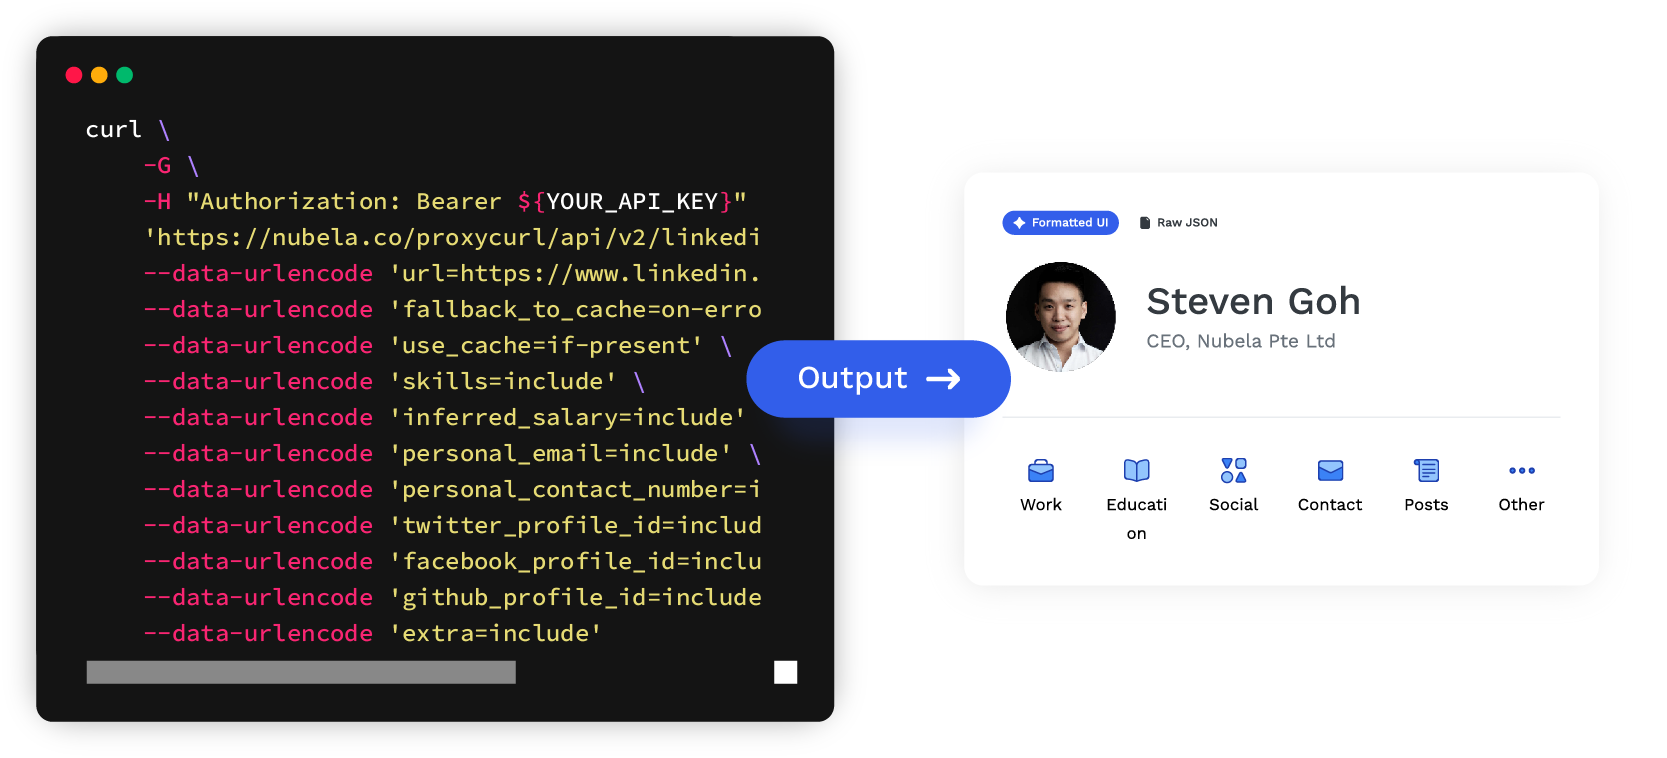 curl \
-G \
-H "Authorization: Bearer ${YOUR_API_KEY}"
'https://nubela.co/proxycurl/api/v2/linkedi
--data-urlencode 'url=https://www.linkedin.
--data-urlencode 'fallback_to_cache=on-erro
--data-urlencode 'use_cache=if-present' \
--data-urlencode 'skills=include' \
--data-urlencode 'inferred_salary=include'
--data-urlencode 'personal_email=include' \
--data-urlencode 'personal_contact_number=i
--data-urlencode 'twitter_profile_id=includ
--data-urlencode 'facebook_profile_id=inclu
--data-urlencode 'github_profile_id=include
--data-urlencode 'extra=include'
Output →
Formatted UI
Raw JSON
Steven Goh
CEO, Nubela Pte Ltd
Work
Educati
on
Social
Contact
Posts
Other